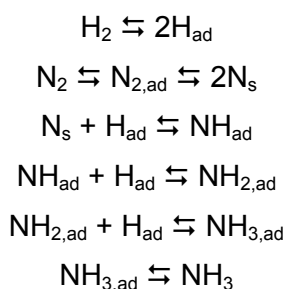 H₂ ⇆ 2H_ad
N₂ ⇆ N_2,ad ⇆ 2N_s
N_s + H_ad ⇆ NH_ad
NH_ad + H_ad ⇆ NH_2,ad
NH_2,ad + H_ad ⇆ NH_3,ad
NH_3,ad ⇆ NH₃